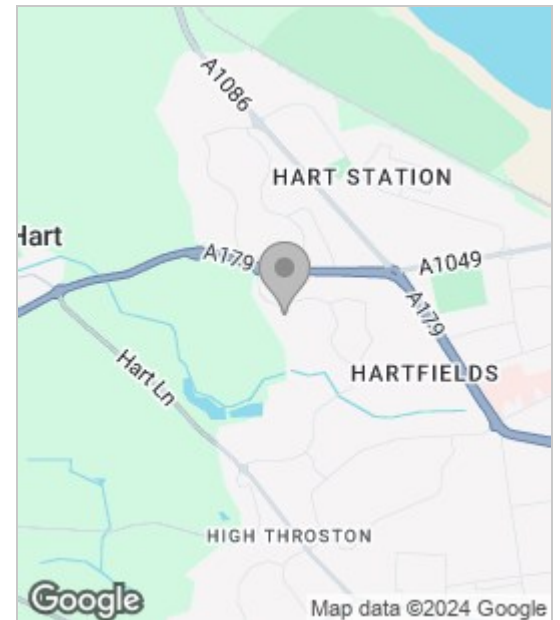 A1086
HART STATION
Hart
A179
A1049
A179
HARTFIELDS
Hart Ln
HIGH THROSTON
Google
Map data ©2024 Google